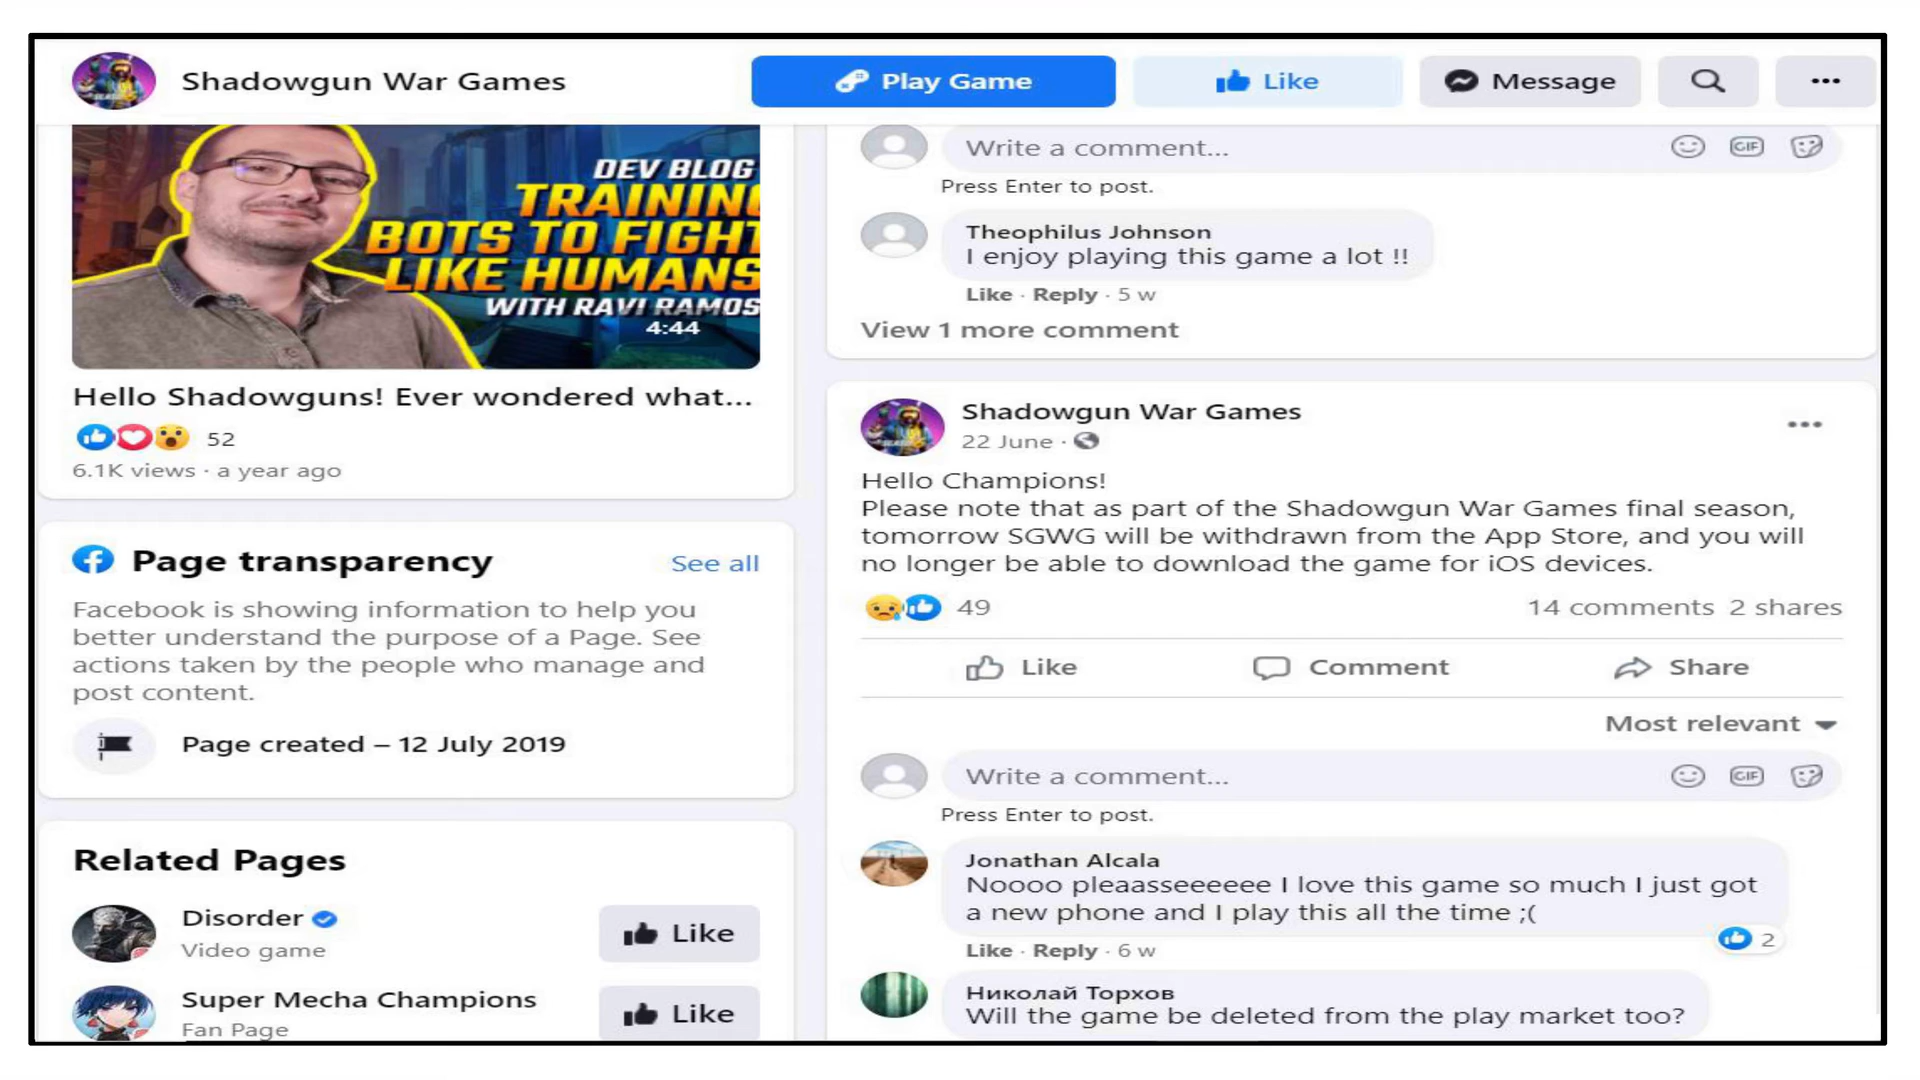 Shadowgun War Games
Play Game
Like
Message
DEV BLOG
TRAINING
BOTS TO FIGHT
LIKE HUMANS
WITH RAVI RAMOS
4:44
Hello Shadowguns! Ever wondered what...
52
6.1K views · a year ago
Page transparency
See all
Facebook is showing information to help you
better understand the purpose of a Page. See
actions taken by the people who manage and
post content.
Page created – 12 July 2019
Related Pages
Disorder
Video game
Like
Super Mecha Champions
Fan Page
Like
Write a comment...
GIF
Press Enter to post.
Theophilus Johnson
I enjoy playing this game a lot !!
Like · Reply · 5 w
View 1 more comment
Shadowgun War Games
22 June ·
Hello Champions!
Please note that as part of the Shadowgun War Games final season,
tomorrow SGWG will be withdrawn from the App Store, and you will
no longer be able to download the game for iOS devices.
49
14 comments 2 shares
Like
Comment
Share
Most relevant
Write a comment...
GIF
Press Enter to post.
Jonathan Alcala
Noooo pleaasseeeeee I love this game so much I just got
a new phone and I play this all the time ;(
2
Like · Reply · 6 w
Николай Торхов
Will the game be deleted from the play market too?